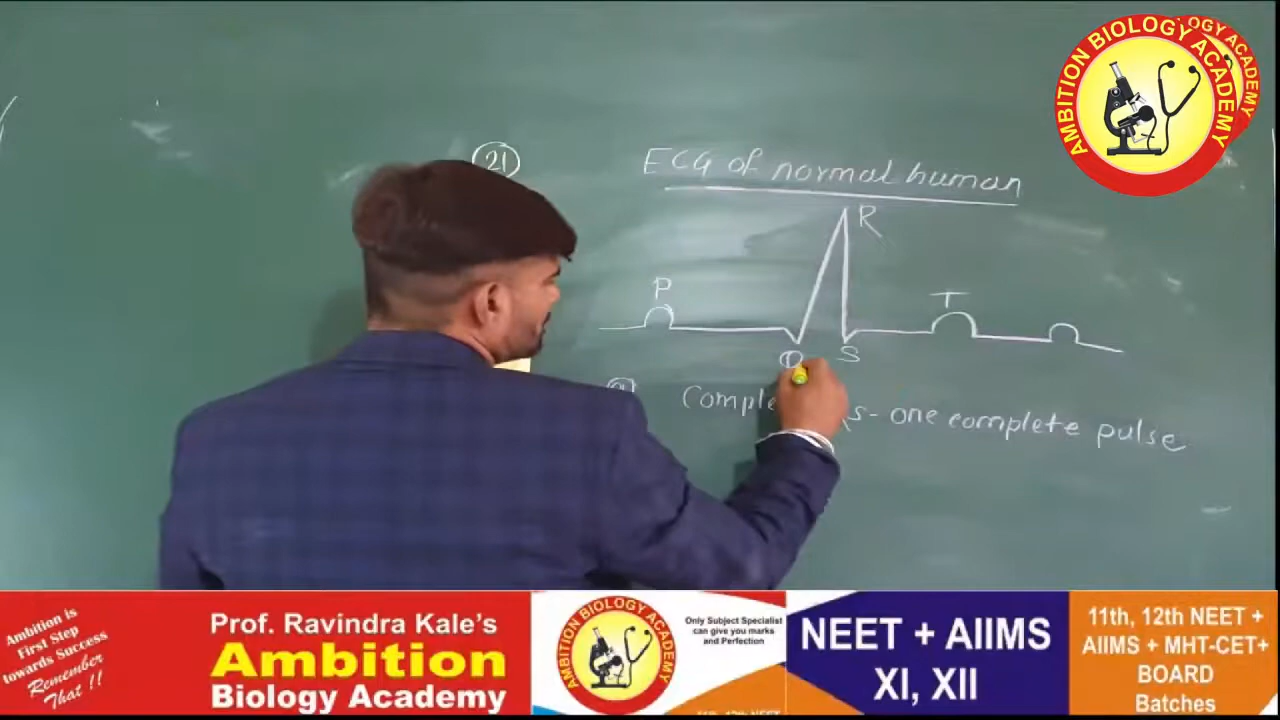 AMBITION BIOLOGY ACADEMY
OGY ACADEMY
21
ECG of normal human
R
P
T
Q
S
Comple s- one complete pulse
Ambition is
First Step
towards Success
Remember
That !!
Prof. Ravindra Kale's
Ambition
Biology Academy
AMBITION BIOLOGY ACADEMY
Only Subject Specialist
can give you marks
and Perfection
NEET + AIIMS
XI, XII
11th, 12th NEET +
AIIMS + MHT-CET+
BOARD
Batches